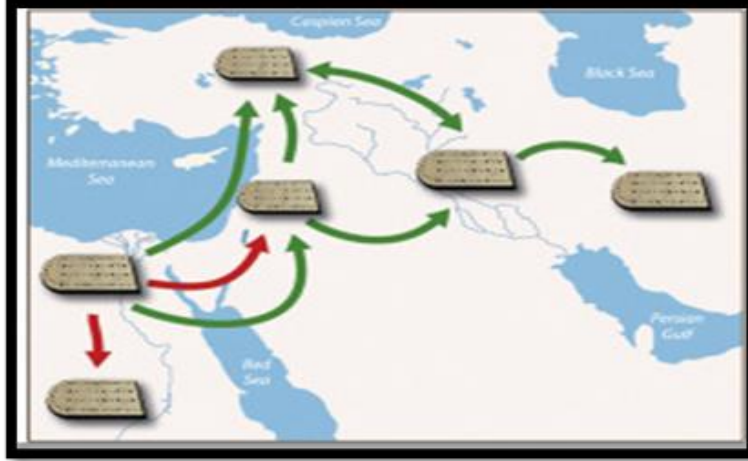 Caspian Sea
Black Sea
Mediterranean
Sea
Persian
Gulf
Red
Sea